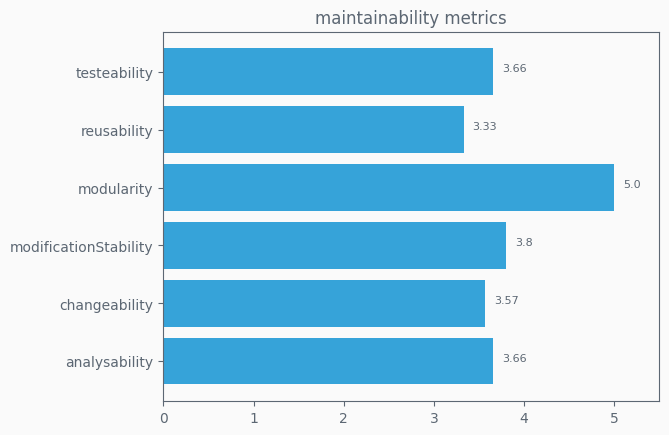 maintainability metrics
testeability 3.66
reusability 3.33
modularity 5.0
modificationStability 3.8
changeability 3.57
analysability 3.66
0 1 2 3 4 5